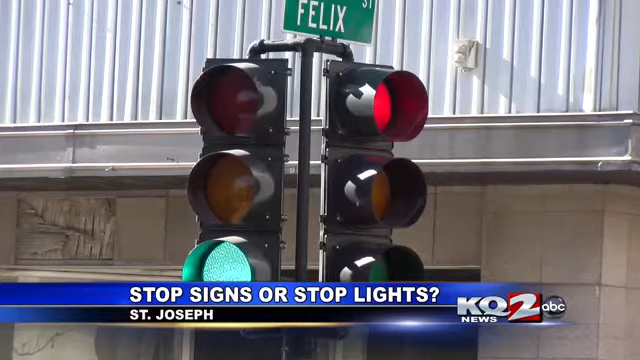 FELIX ST
STOP SIGNS OR STOP LIGHTS?
ST. JOSEPH
KQ2 abc
NEWS